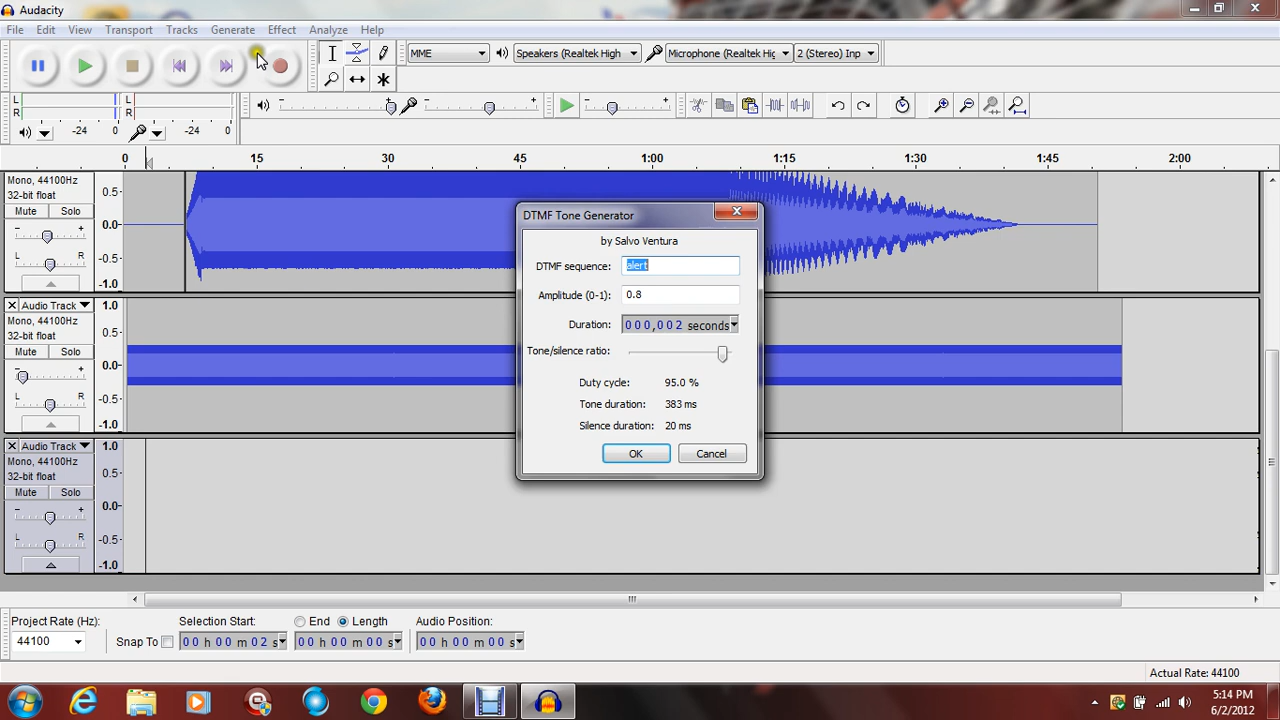 Audacity
File Edit View Transport Tracks Generate Effect Analyze Help
MME Speakers (Realtek High Microphone (Realtek Hig 2 (Stereo) Inp
L
R
L
R
-24 0 -24 0
0 15 30 45 1:00 1:15 1:30 1:45 2:00
Mono, 44100Hz
32-bit float
Mute Solo
- +
L R
0.5
0.0
-0.5
-1.0
Audio Track
Mono, 44100Hz
32-bit float
Mute Solo
- +
L R
1.0
0.5
0.0
-0.5
-1.0
Audio Track
Mono, 44100Hz
32-bit float
Mute Solo
- +
L R
1.0
0.5
0.0
-0.5
-1.0
DTMF Tone Generator
by Salvo Ventura
DTMF sequence: alert
Amplitude (0-1): 0.8
Duration: 000,002 seconds
Tone/silence ratio:
Duty cycle: 95.0 %
Tone duration: 383 ms
Silence duration: 20 ms
OK Cancel
Project Rate (Hz): Selection Start: End Length Audio Position:
44100 Snap To 00 h 00 m 02 s 00 h 00 m 00 s 00 h 00 m 00 s
Actual Rate: 44100
5:14 PM
6/2/2012